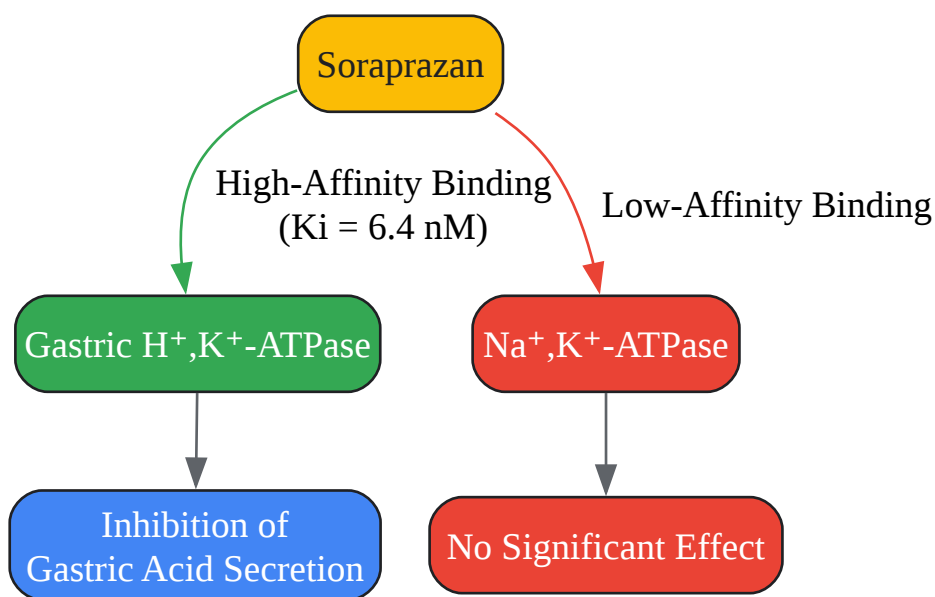 Soraprazan
High-Affinity Binding
(Ki = 6.4 nM)
Low-Affinity Binding
Gastric H⁺,K⁺-ATPase
Na⁺,K⁺-ATPase
Inhibition of
Gastric Acid Secretion
No Significant Effect